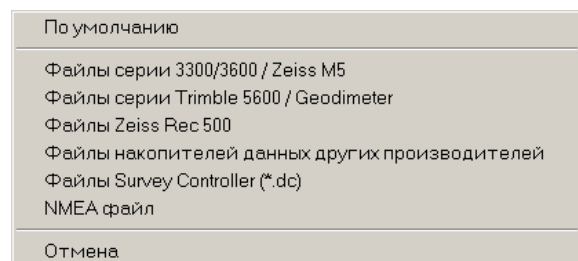 По умолчанию
Файлы серии 3300/3600 / Zeiss M5
Файлы серии Trimble 5600 / Geodimeter
Файлы Zeiss Rec 500
Файлы накопителей данных других производителей
Файлы Survey Controller (*.dc)
NMEA файл
Отмена